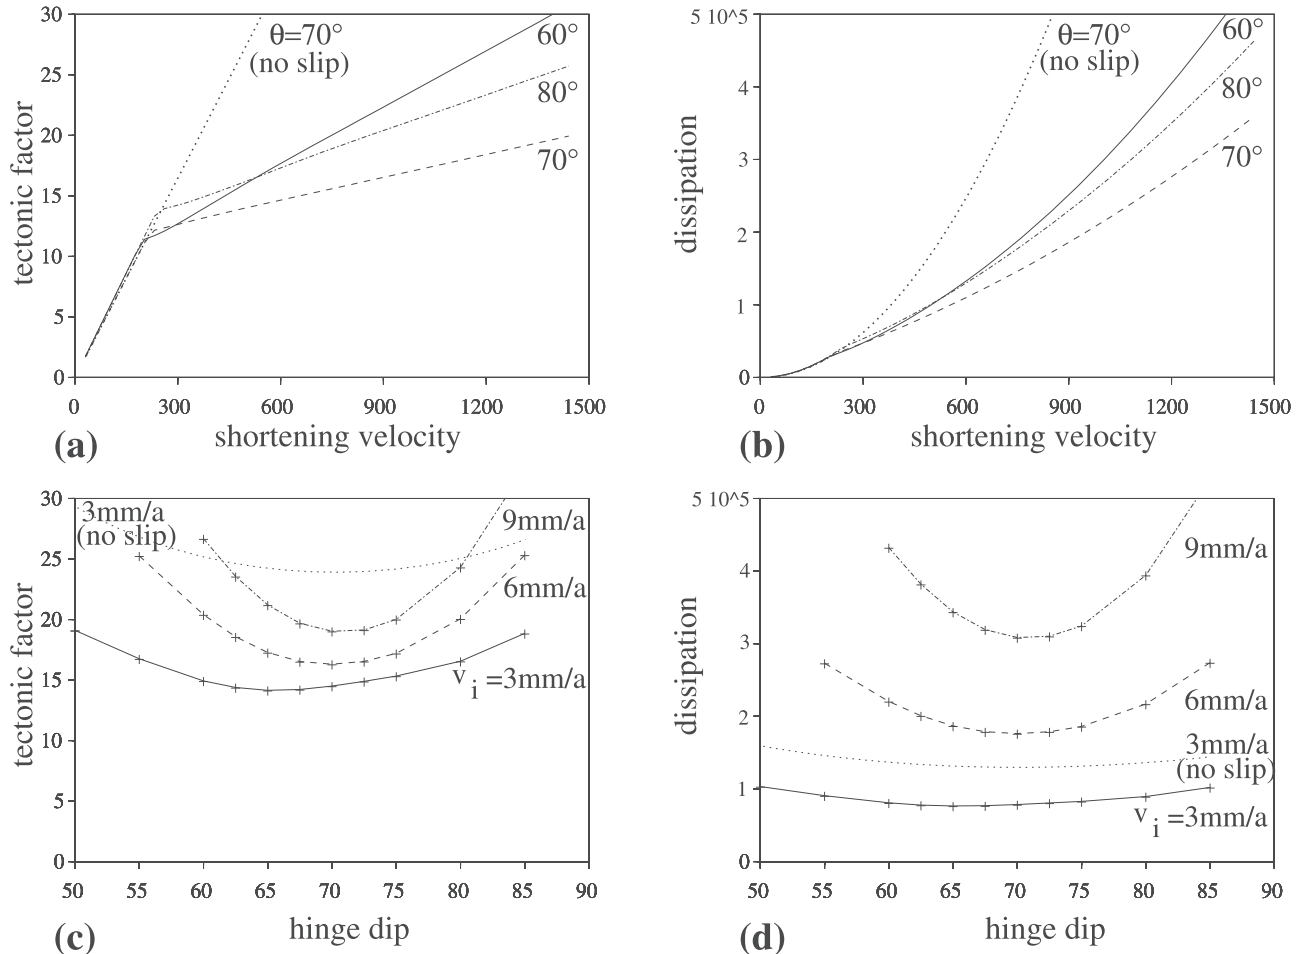 30
25
20
15
10
5
0
tectonic factor
θ=70°
(no slip)
60°
80°
70°
0 300 600 900 1200 1500
shortening velocity
(a)
5 10^5
4
3
2
1
0
dissipation
θ=70°
(no slip)
60°
80°
70°
0 300 600 900 1200 1500
shortening velocity
(b)
30
25
20
15
10
5
0
tectonic factor
3mm/a
(no slip)
9mm/a
6mm/a
v i =3mm/a
50 55 60 65 70 75 80 85 90
hinge dip
(c)
5 10^5
4
3
2
1
0
dissipation
9mm/a
6mm/a
3mm/a
(no slip)
v i =3mm/a
50 55 60 65 70 75 80 85 90
hinge dip
(d)